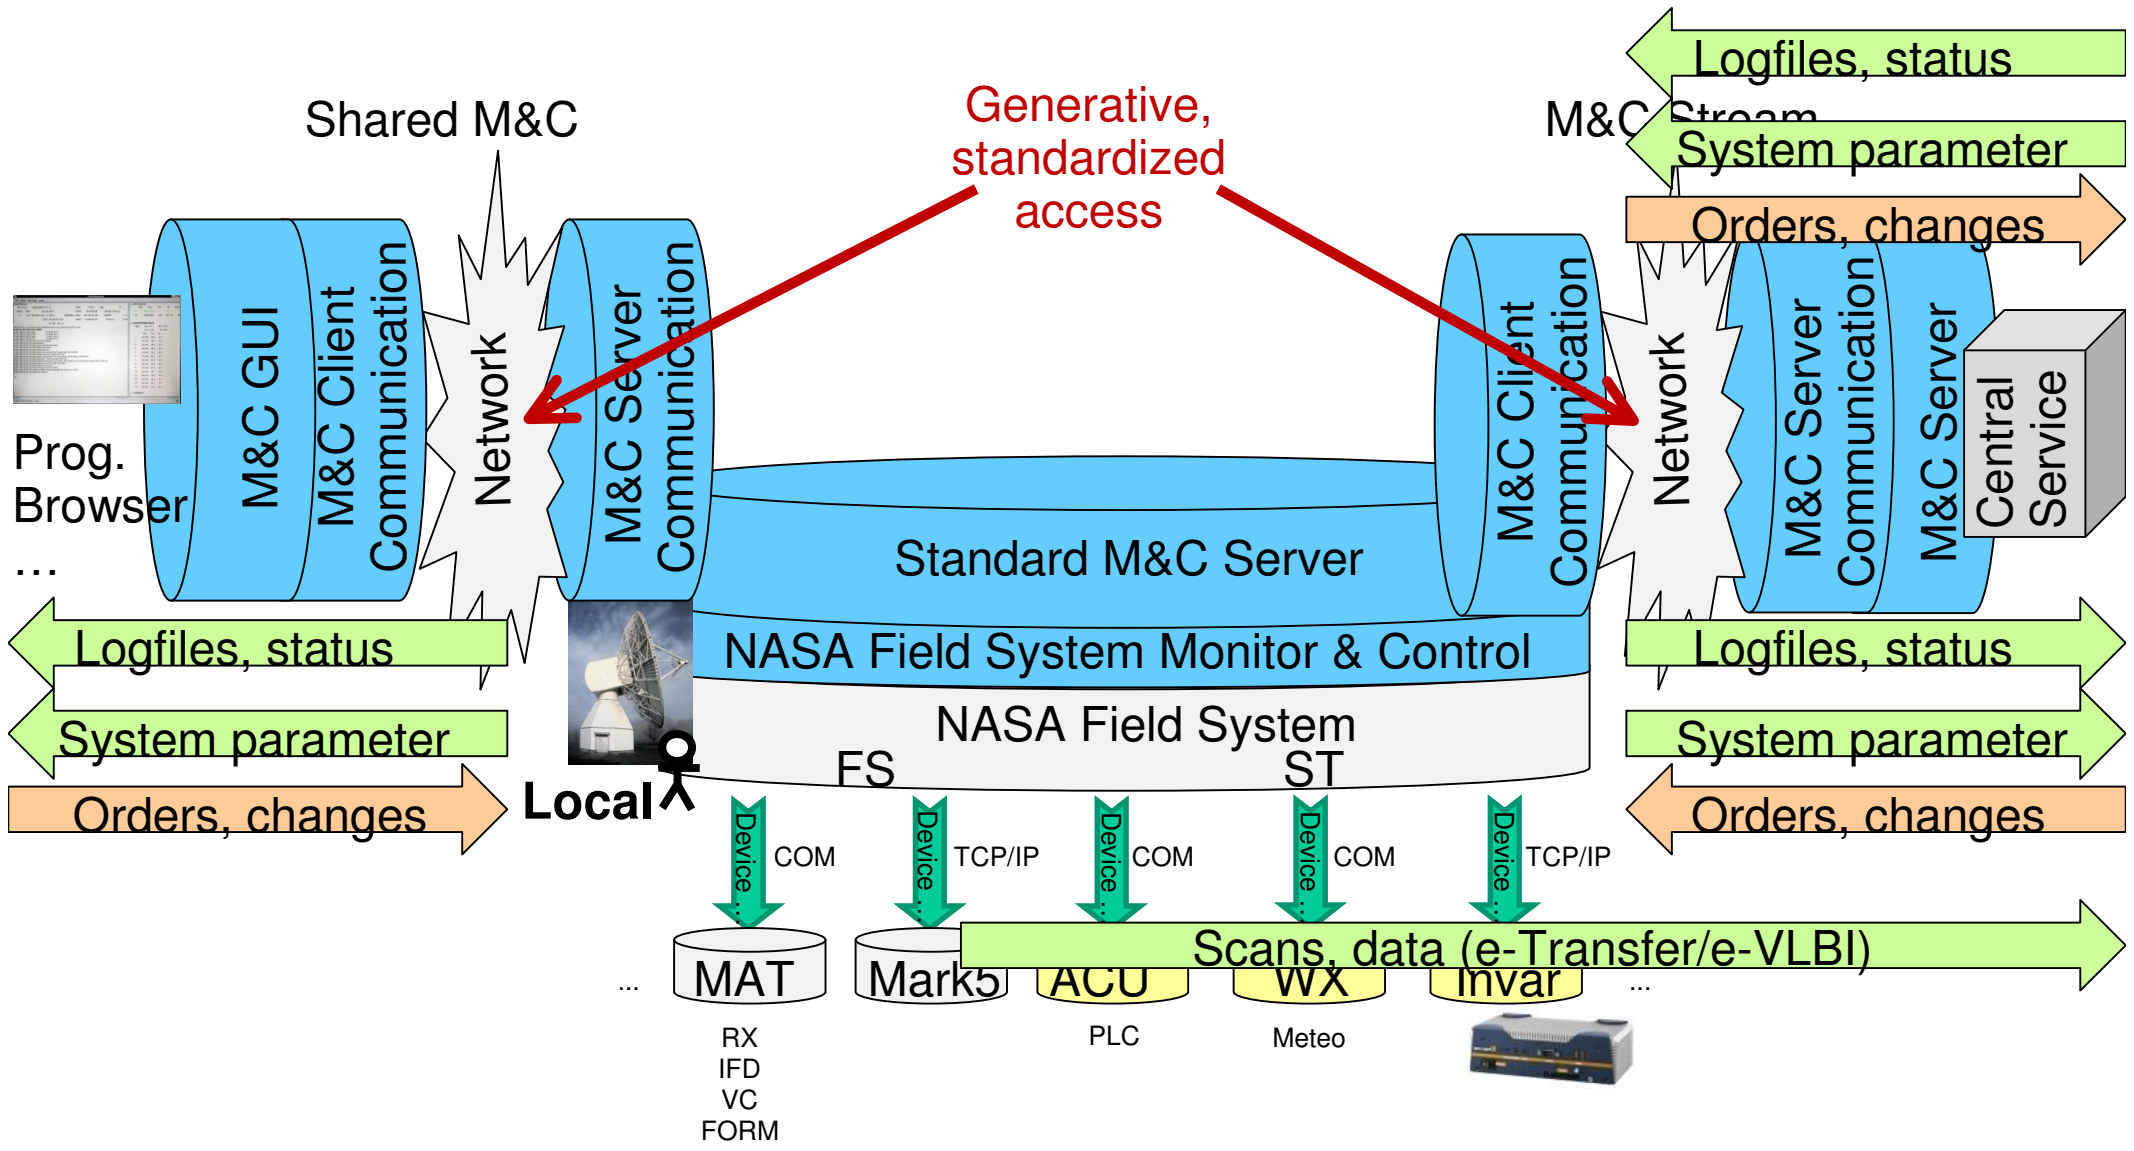 Logfiles, status
Shared M&C
Generative,
standardized
access
M&C Stream
System parameter
Orders, changes
M&C GUI
M&C Client
Communication
Network
M&C Server
Communication
M&C Client
Communication
Network
M&C Server
Communication
M&C Server
Central
Service
Prog.
Browser
...
Standard M&C Server
NASA Field System Monitor & Control
NASA Field System
FS
ST
Logfiles, status
System parameter
Orders, changes
Local
Logfiles, status
System parameter
Orders, changes
Device ...
COM
Device ...
TCP/IP
Device ...
COM
Device ...
COM
Device ...
TCP/IP
Scans, data (e-Transfer/e-VLBI)
...
MAT
Mark5
ACU
WX
Invar
...
RX
IFD
VC
FORM
PLC
Meteo